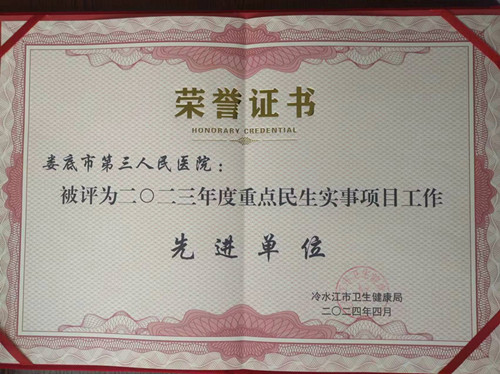 荣誉证书
HONORARY CREDENTIAL
娄底市第三人民医院：
被评为二〇二三年度重点民生实事项目工作
先进单位
冷水江市卫生健康局
二〇二四年四月